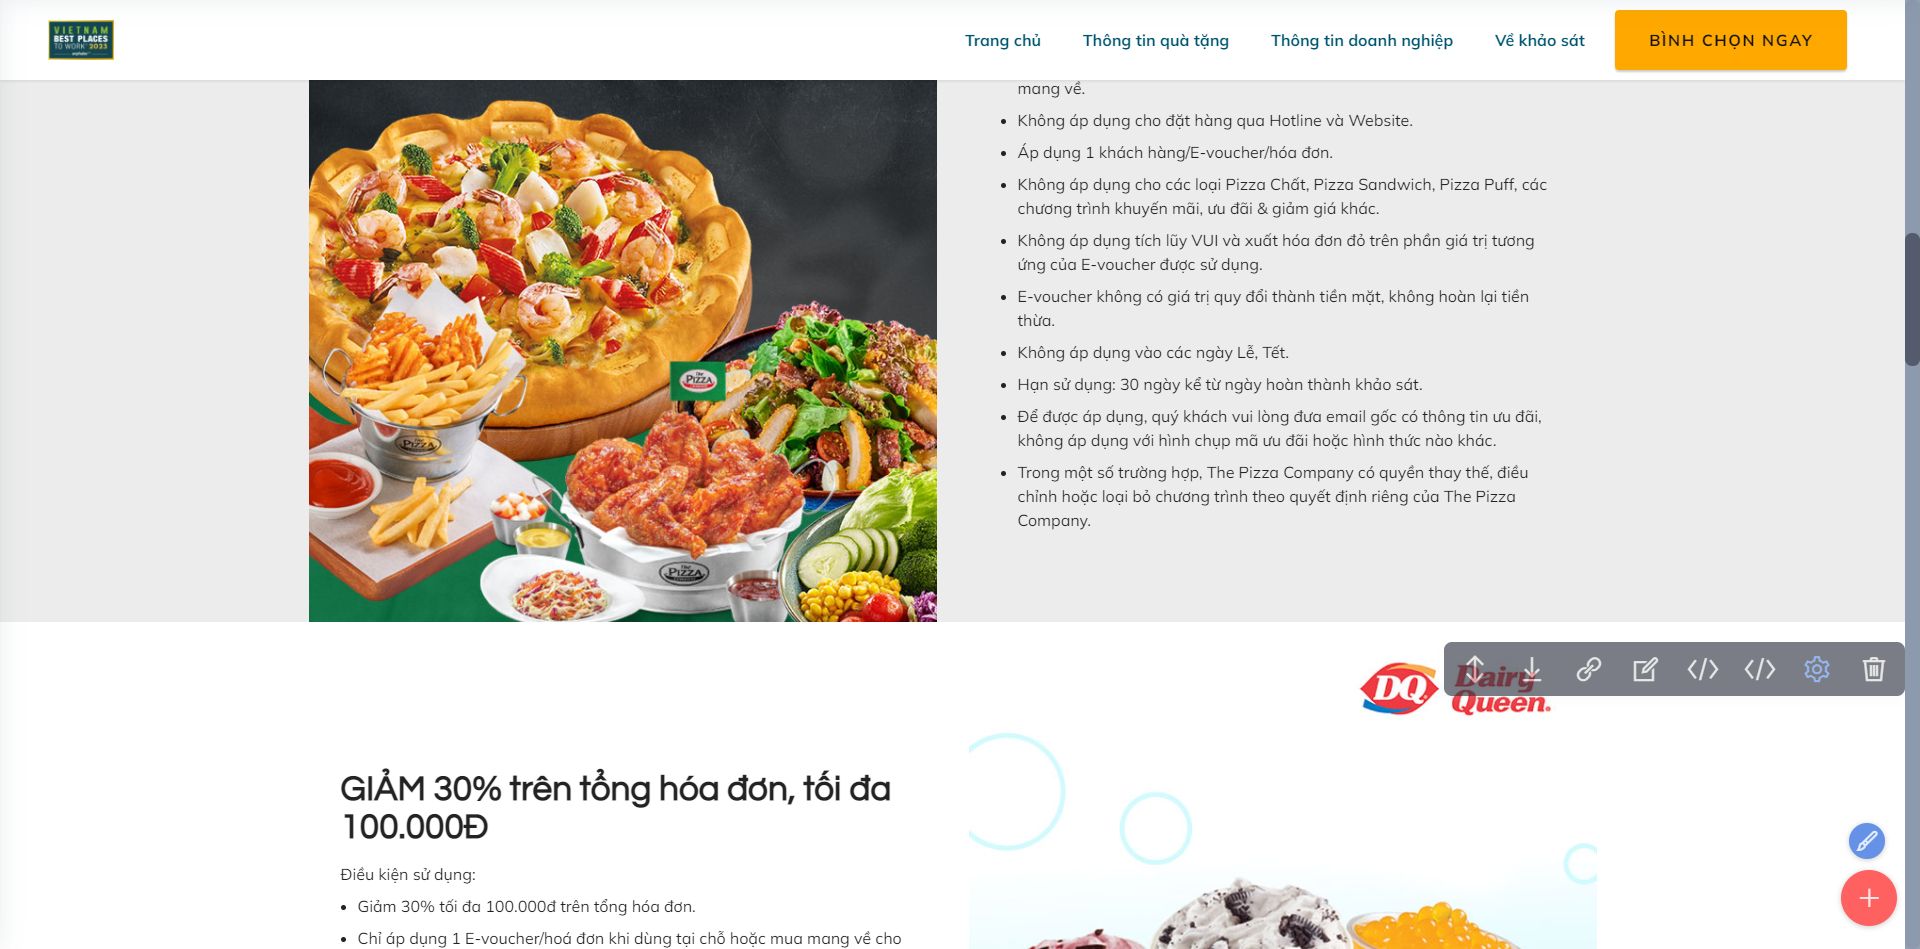 VIETNAM
BEST PLACES
TO WORK 2023
Trang chủ
Thông tin quà tặng
Thông tin doanh nghiệp
Về khảo sát
BÌNH CHỌN NGAY
mang về.
Không áp dụng cho đặt hàng qua Hotline và Website.
Áp dụng 1 khách hàng/E-voucher/hóa đơn.
Không áp dụng cho các loại Pizza Chất, Pizza Sandwich, Pizza Puff, các
chương trình khuyến mãi, ưu đãi & giảm giá khác.
Không áp dụng tích lũy VUI và xuất hóa đơn đỏ trên phần giá trị tương
ứng của E-voucher được sử dụng.
E-voucher không có giá trị quy đổi thành tiền mặt, không hoàn lại tiền
thừa.
Không áp dụng vào các ngày Lễ, Tết.
Hạn sử dụng: 30 ngày kể từ ngày hoàn thành khảo sát.
Để được áp dụng, quý khách vui lòng đưa email gốc có thông tin ưu đãi,
không áp dụng với hình chụp mã ưu đãi hoặc hình thức nào khác.
Trong một số trường hợp, The Pizza Company có quyền thay thế, điều
chỉnh hoặc loại bỏ chương trình theo quyết định riêng của The Pizza
Company.
The
PIZZA
COMPANY
The
PIZZA
The
PIZZA
COMPANY
DQ
Dairy
Queen.
GIẢM 30% trên tổng hóa đơn, tối đa
100.000Đ
Điều kiện sử dụng:
Giảm 30% tối đa 100.000đ trên tổng hóa đơn.
Chỉ áp dụng 1 E-voucher/hoá đơn khi dùng tại chỗ hoặc mua mang về cho